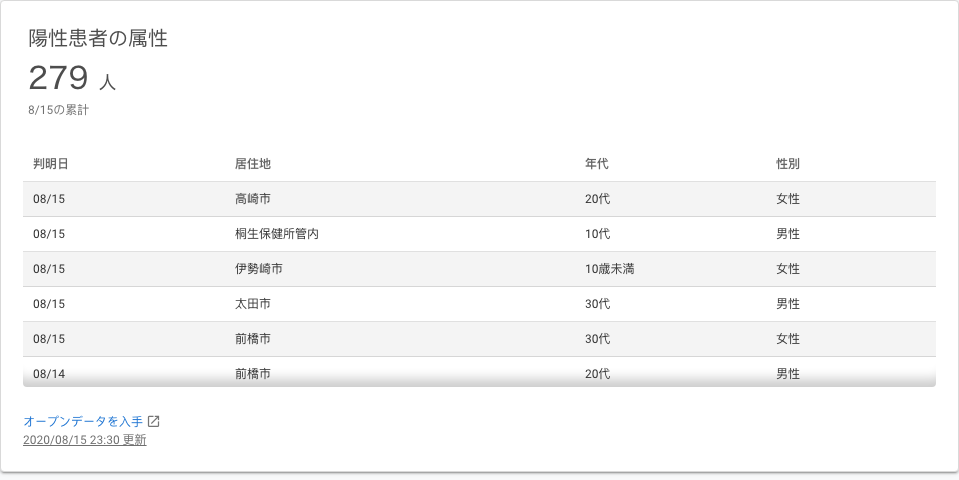 陽性患者の属性
279 人
8/15の累計
判明日 居住地 年代 性別
08/15 高崎市 20代 女性
08/15 桐生保健所管内 10代 男性
08/15 伊勢崎市 10歳未満 女性
08/15 太田市 30代 男性
08/15 前橋市 30代 女性
08/14 前橋市 20代 男性
オープンデータを入手
2020/08/15 23:30 更新